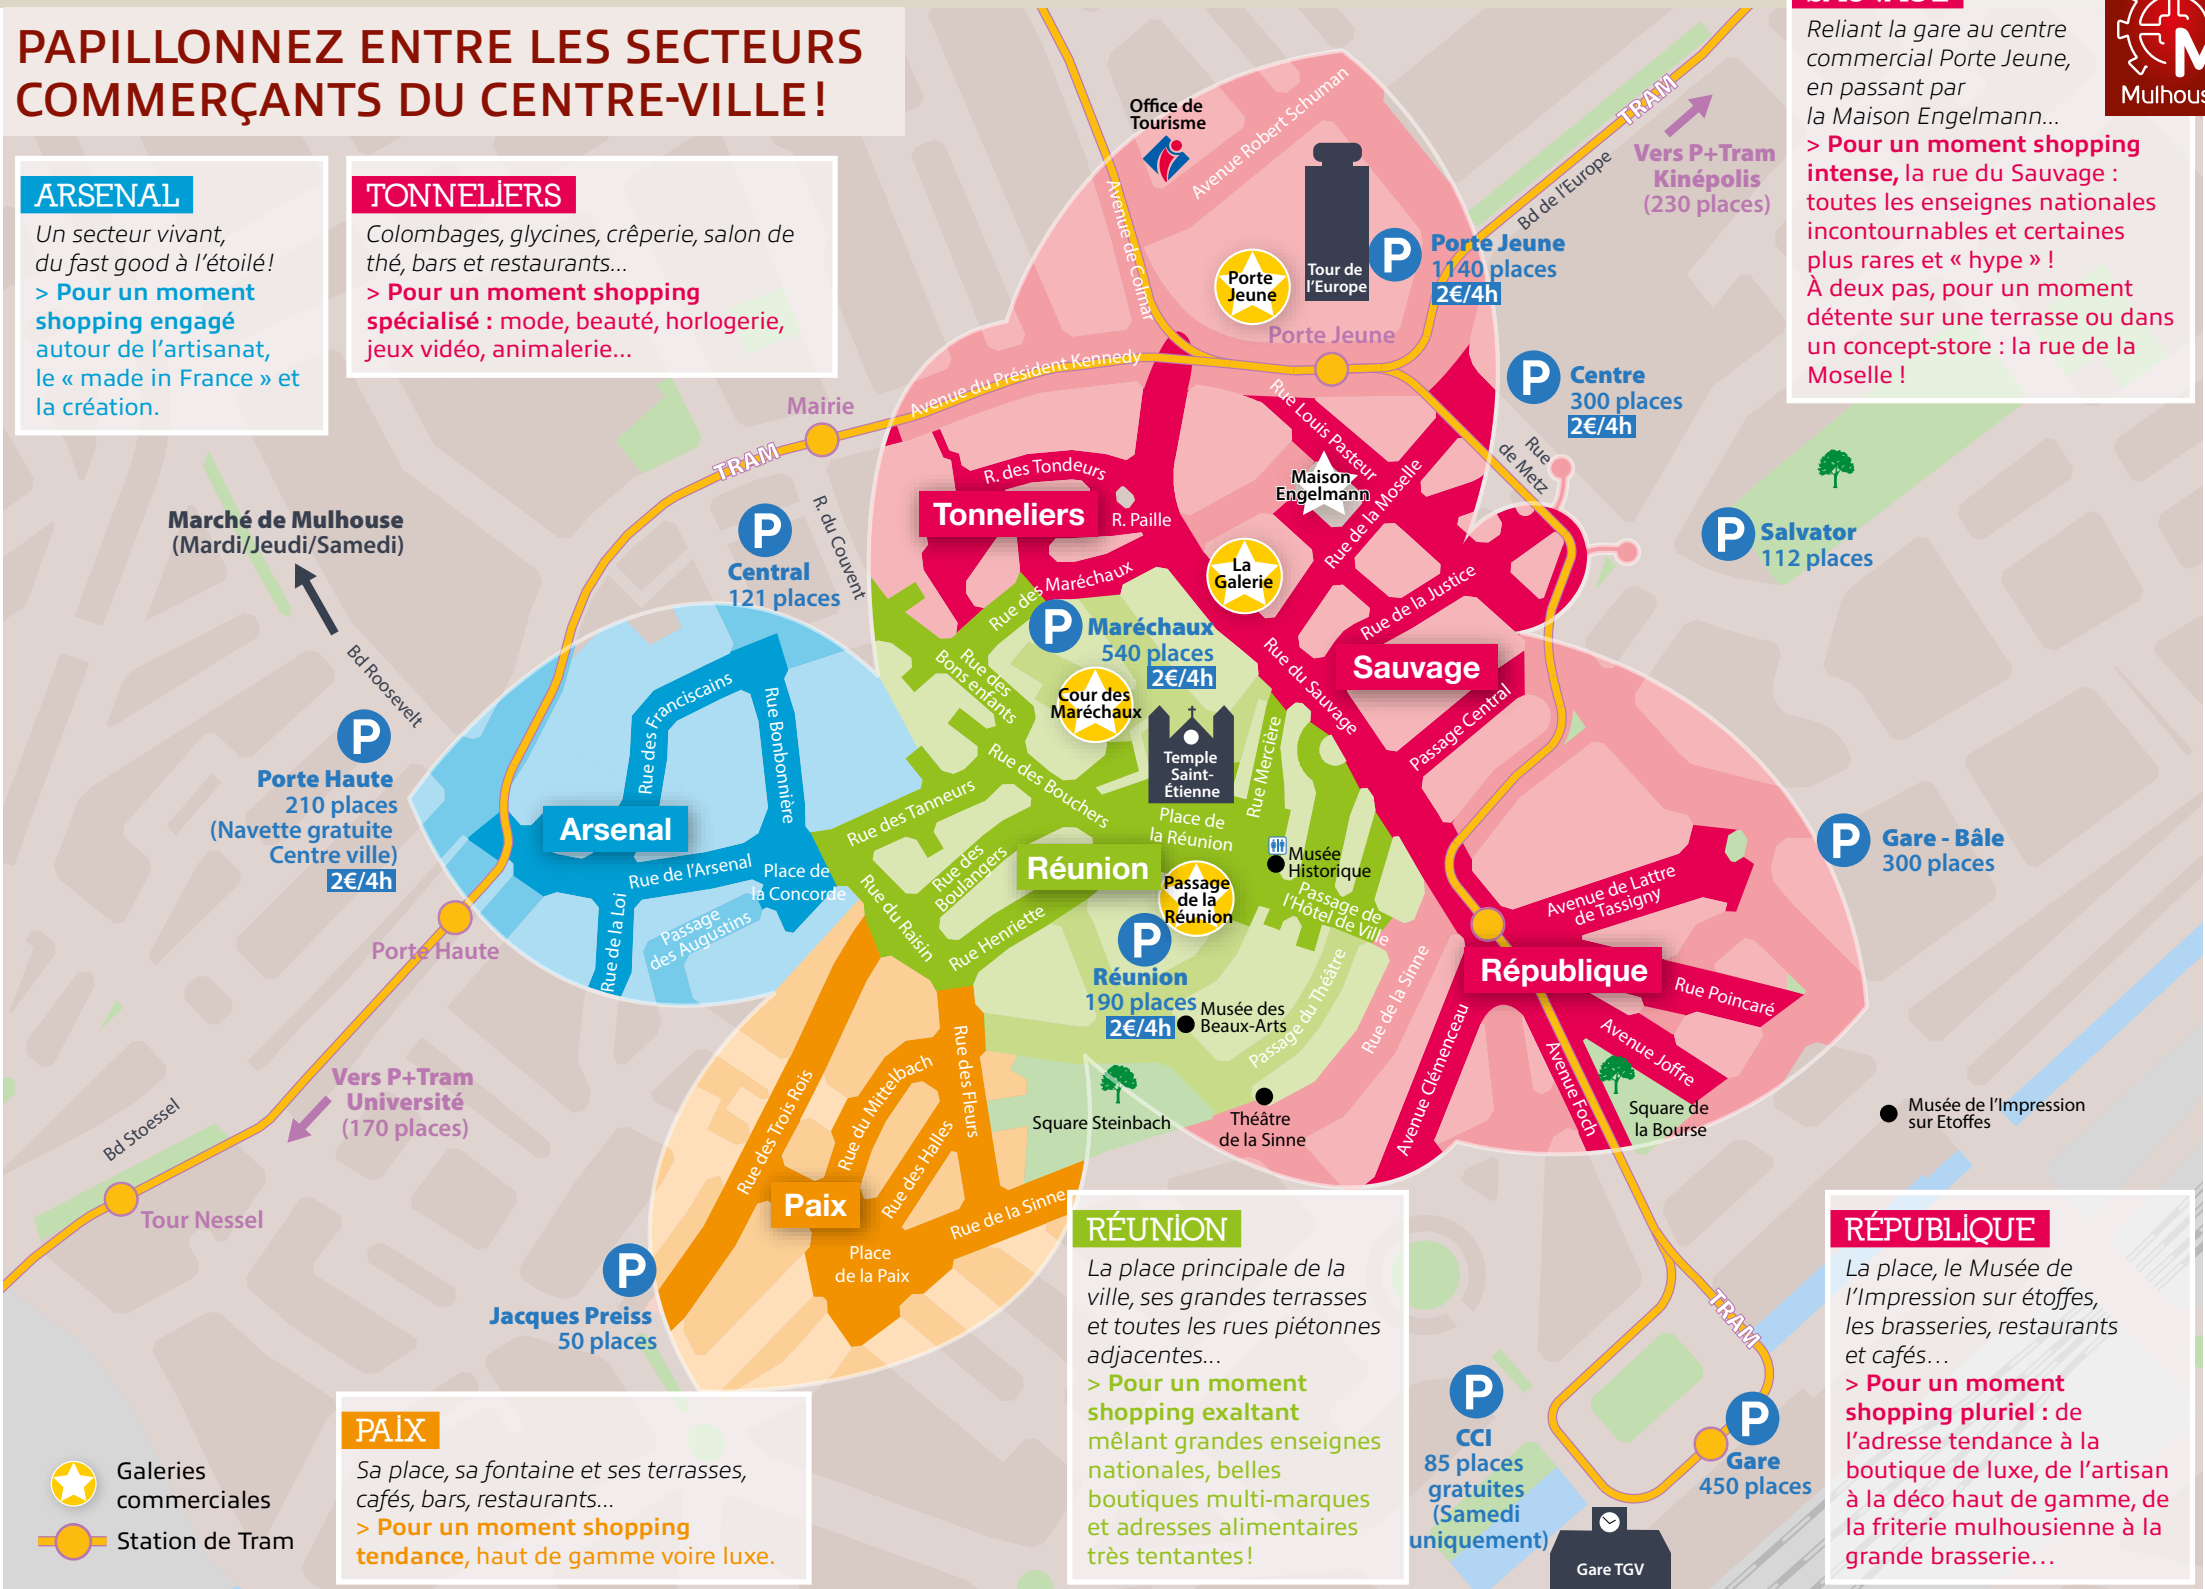 PAPILLONNEZ ENTRE LES SECTEURS
COMMERÇANTS DU CENTRE-VILLE !
ARSENAL
Un secteur vivant,
du fast good à l'étoilé !
> Pour un moment
shopping engagé
autour de l'artisanat,
le « made in France » et
la création.
TONNELIERS
Colombages, glycines, crêperie, salon de
thé, bars et restaurants...
> Pour un moment shopping
spécialisé : mode, beauté, horlogerie,
jeux vidéo, animalerie...
SAUVAGE
Reliant la gare au centre
commercial Porte Jeune,
en passant par
la Maison Engelmann...
> Pour un moment shopping
intense, la rue du Sauvage :
toutes les enseignes nationales
incontournables et certaines
plus rares et « hype » !
À deux pas, pour un moment
détente sur une terrasse ou dans
un concept-store : la rue de la
Moselle !
M
Mulhous
Office de
Tourisme
Avenue Robert Schuman
Avenue de Colmar
Tour de
l'Europe
Porte
Jeune
P
Porte Jeune
1140 places
2€/4h
Porte Jeune
TRAM
Bd de l'Europe
Vers P+Tram
Kinépolis
(230 places)
P
Centre
300 places
2€/4h
Rue
de Metz
P
Salvator
112 places
Avenue du Président Kennedy
Mairie
TRAM
P
Central
121 places
R. du Couvent
Marché de Mulhouse
(Mardi/Jeudi/Samedi)
Bd Roosevelt
P
Porte Haute
210 places
(Navette gratuite
Centre ville)
2€/4h
Porte Haute
Tonneliers
R. des Tondeurs
R. Paille
Rue des Maréchaux
Rue Louis Pasteur
Maison
Engelmann
Rue de la Moselle
La
Galerie
Rue de la Justice
Rue du Sauvage
Sauvage
Passage Central
P
Maréchaux
540 places
2€/4h
Cour des
Maréchaux
Rue des
Bons enfants
Temple
Saint-
Étienne
Rue Mercière
Rue des Bouchers
Rue des Tanneurs
Place de
la Réunion
Rue des
Boulangers
Réunion
Rue Henriette
Rue du Raisin
Passage
de la
Réunion
Musée
Historique
Passage de
l'Hôtel de Ville
P
Réunion
190 places
2€/4h
Musée des
Beaux-Arts
Passage du Théâtre
Rue de la Sinne
Square Steinbach
Théâtre
de la Sinne
Arsenal
Rue des Franciscains
Rue Bonbonnière
Rue de l'Arsenal
Place de
la Concorde
Rue de la Loi
Passage
des Augustins
P
Gare - Bâle
300 places
Avenue de Lattre
de Tassigny
République
Rue Poincaré
Avenue Joffre
Avenue Foch
Avenue Clémenceau
Square de
la Bourse
Musée de l'Impression
sur Etoffes
Vers P+Tram
Université
(170 places)
Bd Stoessel
Tour Nessel
Rue des Trois Rois
Rue du Mittelbach
Rue des Fleurs
Rue des Halles
Paix
Rue de la Sinne
Place
de la Paix
P
Jacques Preiss
50 places
RÉUNION
La place principale de la
ville, ses grandes terrasses
et toutes les rues piétonnes
adjacentes...
> Pour un moment
shopping exaltant
mêlant grandes enseignes
nationales, belles
boutiques multi-marques
et adresses alimentaires
très tentantes !
RÉPUBLIQUE
La place, le Musée de
l'Impression sur étoffes,
les brasseries, restaurants
et cafés...
> Pour un moment
shopping pluriel : de
l'adresse tendance à la
boutique de luxe, de l'artisan
à la déco haut de gamme, de
la friterie mulhousienne à la
grande brasserie...
PAIX
Sa place, sa fontaine et ses terrasses,
cafés, bars, restaurants...
> Pour un moment shopping
tendance, haut de gamme voire luxe.
Galeries
commerciales
Station de Tram
P
CCI
85 places
gratuites
(Samedi
uniquement)
TRAM
P
Gare
450 places
Gare TGV